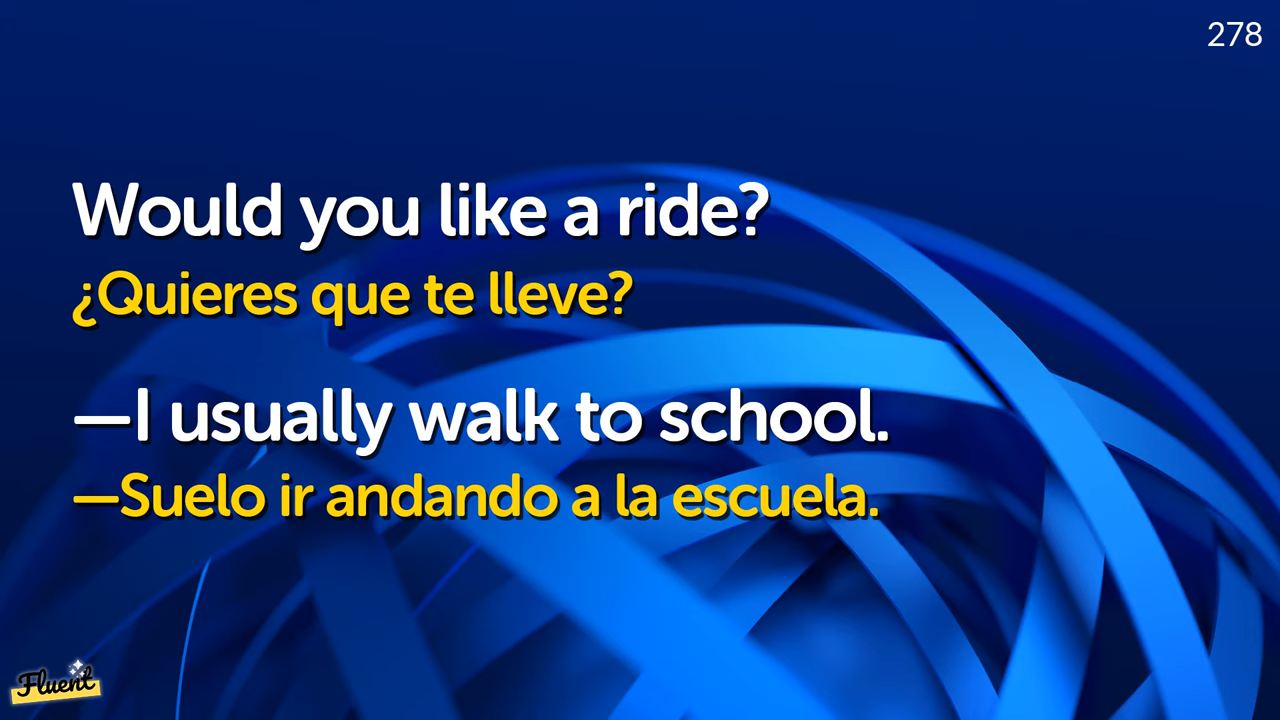 278
Would you like a ride?
¿Quieres que te lleve?
—I usually walk to school.
—Suelo ir andando a la escuela.
Fluent